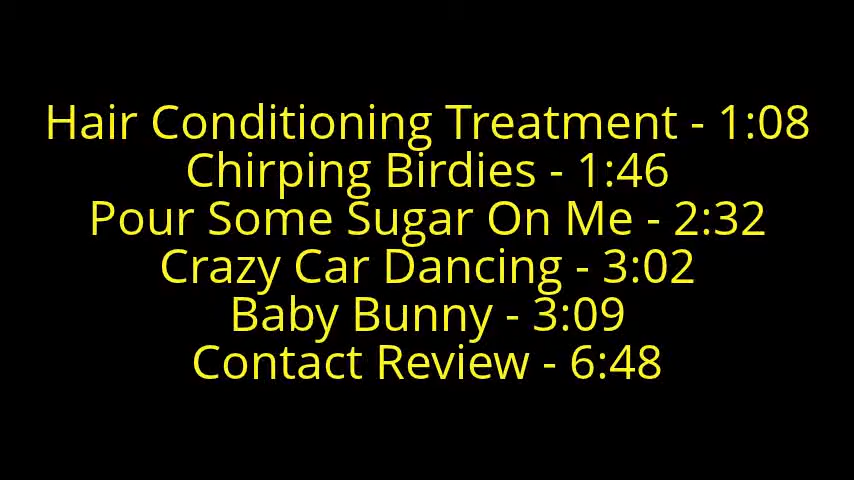 Hair Conditioning Treatment - 1:08
Chirping Birdies - 1:46
Pour Some Sugar On Me - 2:32
Crazy Car Dancing - 3:02
Baby Bunny - 3:09
Contact Review - 6:48